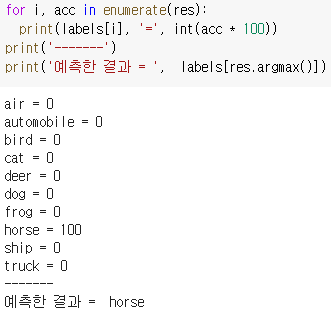 for i, acc in enumerate(res):
  print(labels[i], '=', int(acc * 100))
print('-------')
print('예측한 결과 = ',  labels[res.argmax()])
air = 0
automobile = 0
bird = 0
cat = 0
deer = 0
dog = 0
frog = 0
horse = 100
ship = 0
truck = 0
-------
예측한 결과 =  horse